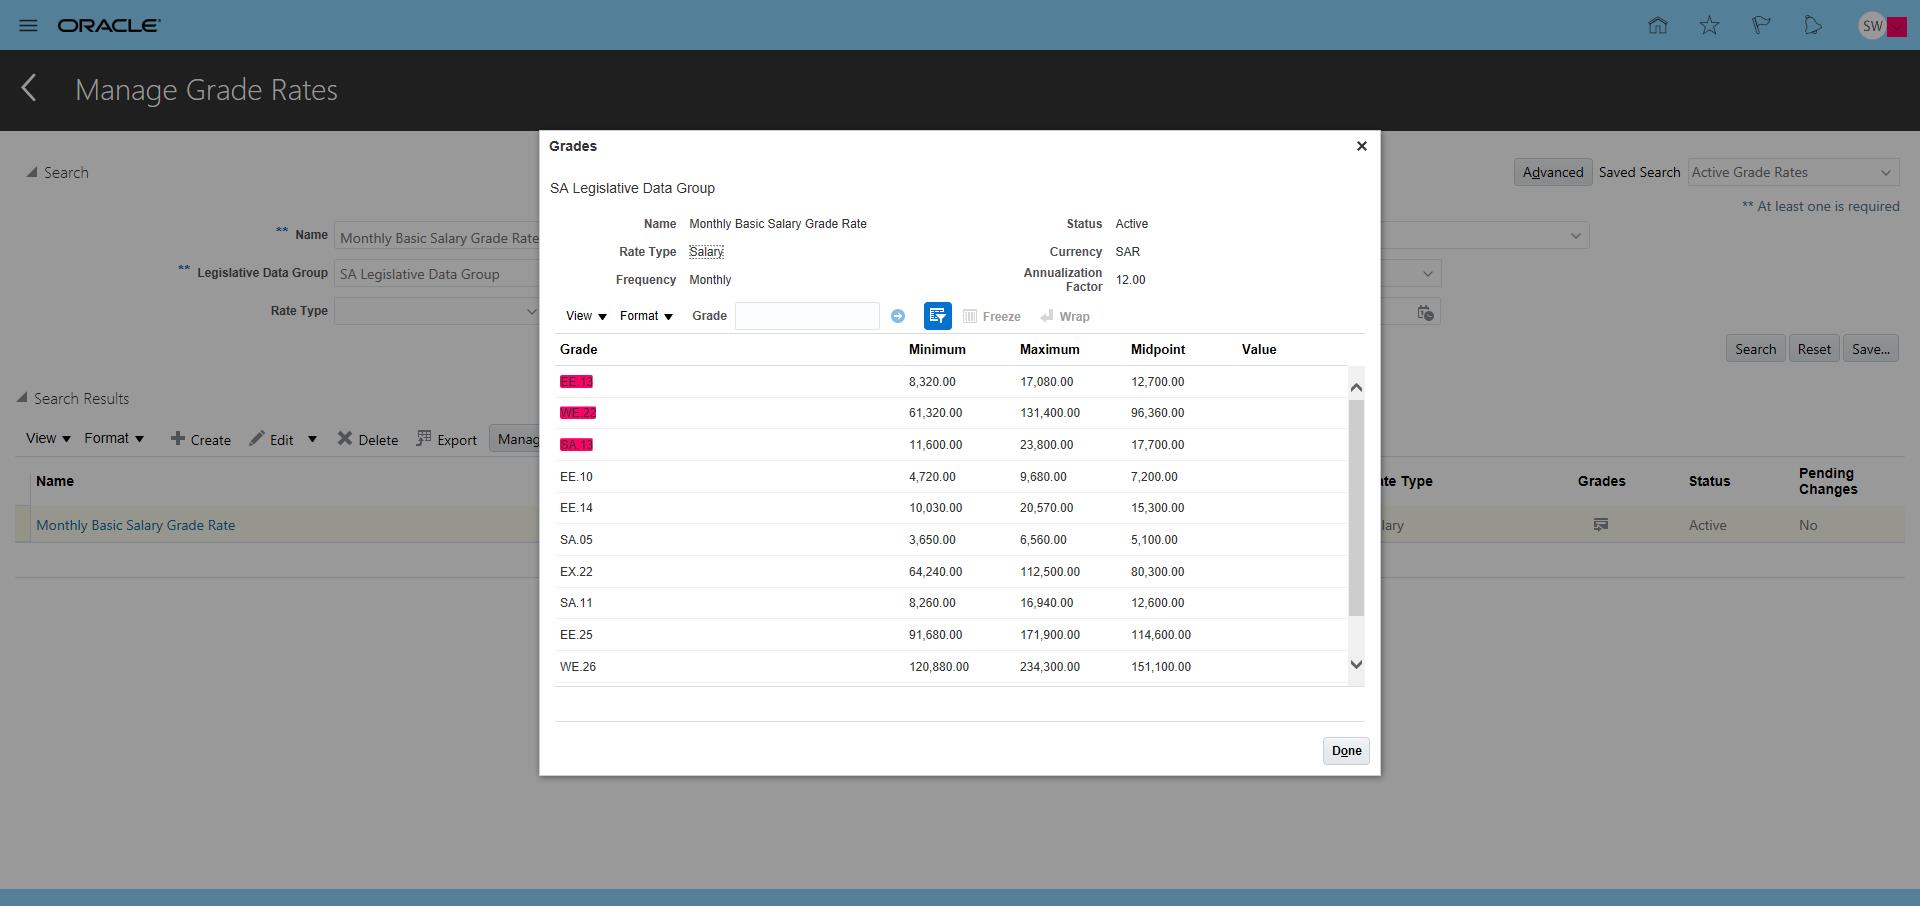 ORACLE
SW
Manage Grade Rates
Search
Advanced Saved Search Active Grade Rates
** At least one is required
** Name Monthly Basic Salary Grade Rate
** Legislative Data Group SA Legislative Data Group
Rate Type
Search Reset Save...
Search Results
View Format Create Edit Delete Export
Name Grades Status Pending Changes
Monthly Basic Salary Grade Rate Active No
Grades
SA Legislative Data Group
Name Monthly Basic Salary Grade Rate Status Active
Rate Type Salary Currency SAR
Frequency Monthly Annualization Factor 12.00
View Format Grade Freeze Wrap
Grade Minimum Maximum Midpoint Value
EE.13 8,320.00 17,080.00 12,700.00
WE.22 61,320.00 131,400.00 96,360.00
SA.13 11,600.00 23,800.00 17,700.00
EE.10 4,720.00 9,680.00 7,200.00
EE.14 10,030.00 20,570.00 15,300.00
SA.05 3,650.00 6,560.00 5,100.00
EX.22 64,240.00 112,500.00 80,300.00
SA.11 8,260.00 16,940.00 12,600.00
EE.25 91,680.00 171,900.00 114,600.00
WE.26 120,880.00 234,300.00 151,100.00
Done